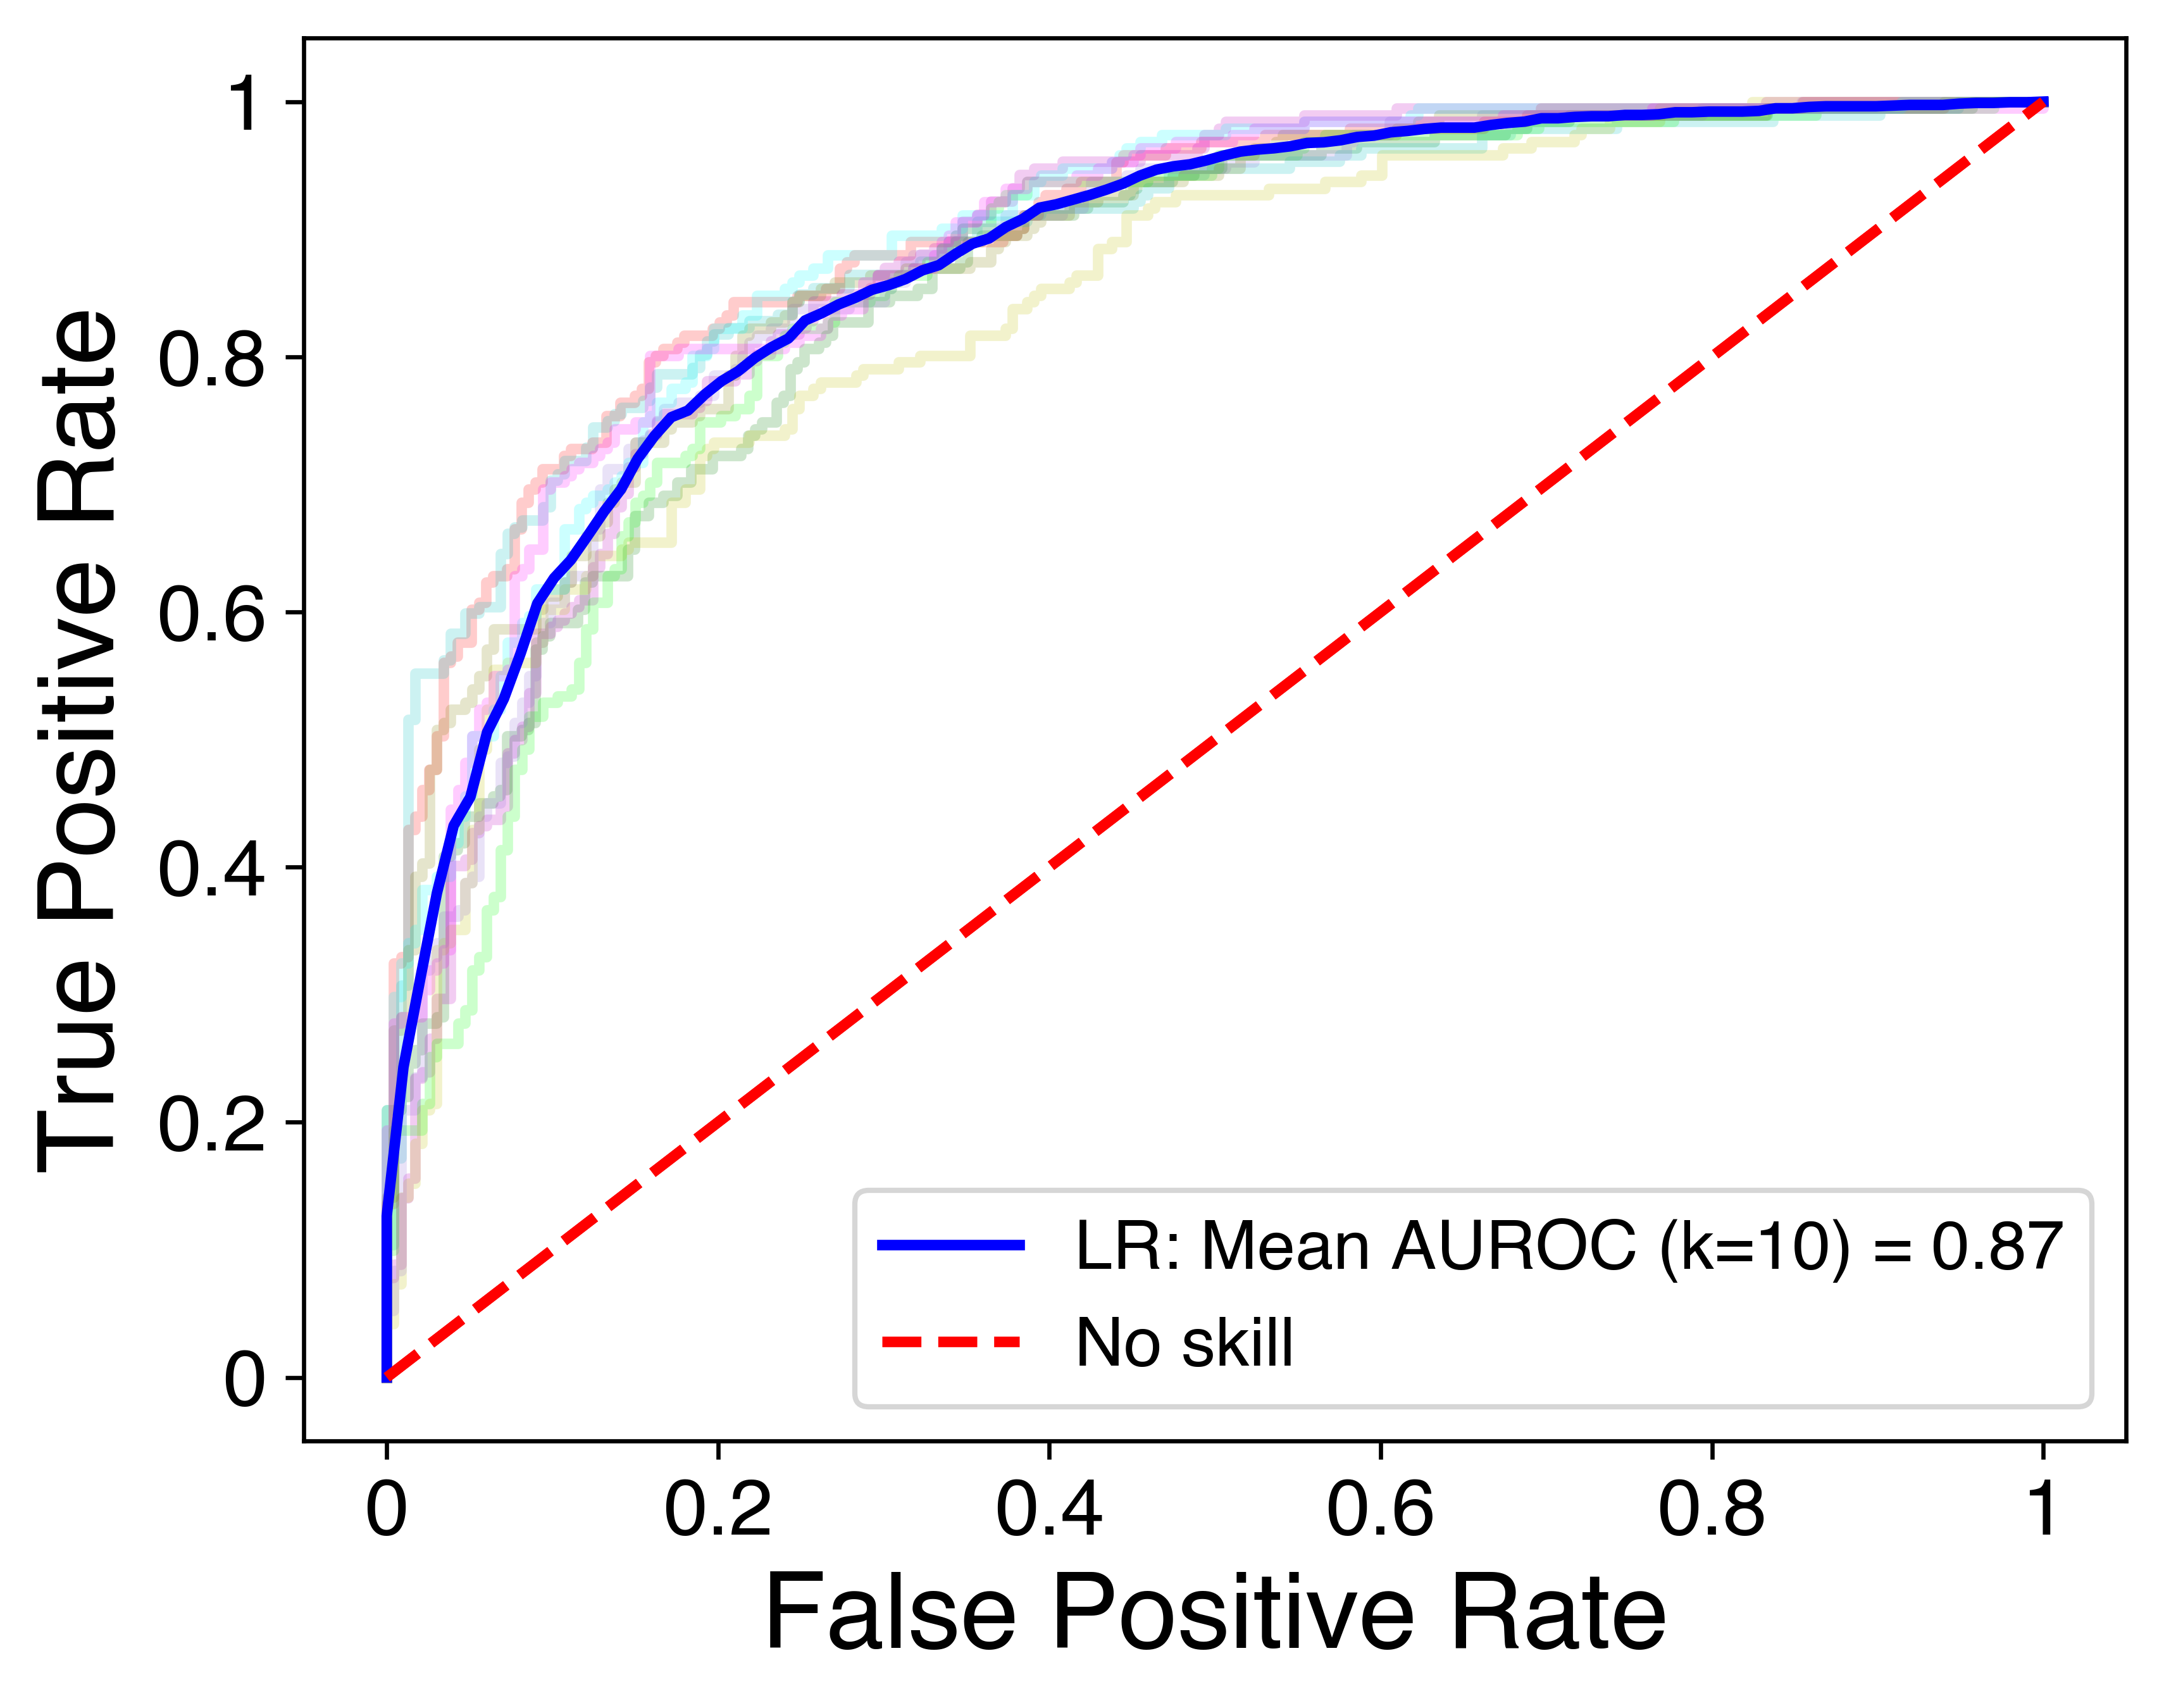 True Positive Rate
1
0.8
0.6
0.4
0.2
0
LR: Mean AUROC (k=10) = 0.87
No skill
0 0.2 0.4 0.6 0.8 1
False Positive Rate